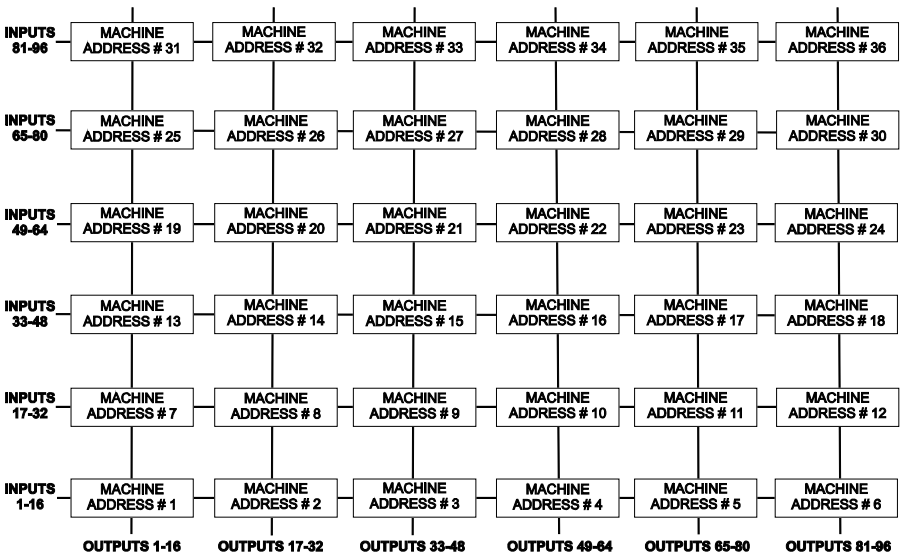 INPUTS
81-96
MACHINE
ADDRESS # 31
MACHINE
ADDRESS # 32
MACHINE
ADDRESS # 33
MACHINE
ADDRESS # 34
MACHINE
ADDRESS # 35
MACHINE
ADDRESS # 36
INPUTS
65-80
MACHINE
ADDRESS # 25
MACHINE
ADDRESS # 26
MACHINE
ADDRESS # 27
MACHINE
ADDRESS # 28
MACHINE
ADDRESS # 29
MACHINE
ADDRESS # 30
INPUTS
49-64
MACHINE
ADDRESS # 19
MACHINE
ADDRESS # 20
MACHINE
ADDRESS # 21
MACHINE
ADDRESS # 22
MACHINE
ADDRESS # 23
MACHINE
ADDRESS # 24
INPUTS
33-48
MACHINE
ADDRESS # 13
MACHINE
ADDRESS # 14
MACHINE
ADDRESS # 15
MACHINE
ADDRESS # 16
MACHINE
ADDRESS # 17
MACHINE
ADDRESS # 18
INPUTS
17-32
MACHINE
ADDRESS # 7
MACHINE
ADDRESS # 8
MACHINE
ADDRESS # 9
MACHINE
ADDRESS # 10
MACHINE
ADDRESS # 11
MACHINE
ADDRESS # 12
INPUTS
1-16
MACHINE
ADDRESS # 1
MACHINE
ADDRESS # 2
MACHINE
ADDRESS # 3
MACHINE
ADDRESS # 4
MACHINE
ADDRESS # 5
MACHINE
ADDRESS # 6
OUTPUTS 1-16
OUTPUTS 17-32
OUTPUTS 33-48
OUTPUTS 49-64
OUTPUTS 65-80
OUTPUTS 81-96